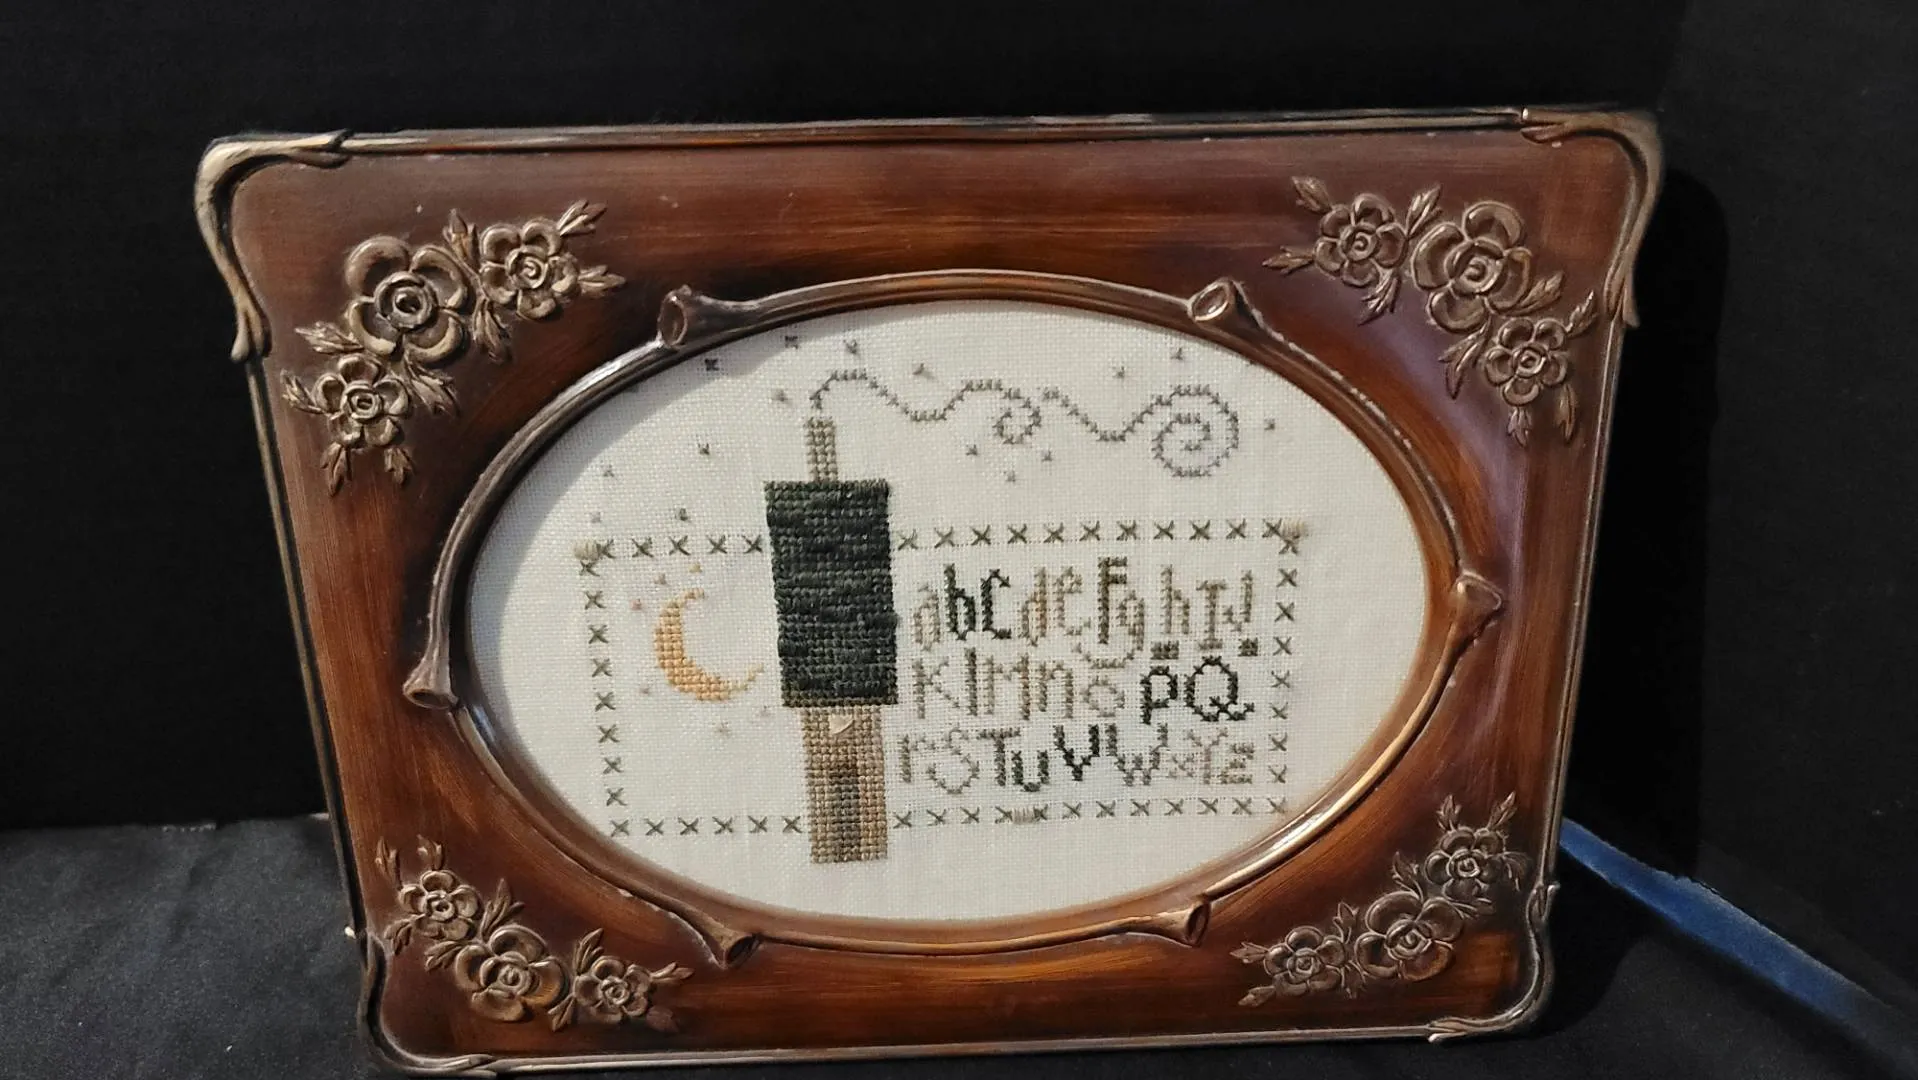 abCdeFghIJ
KlMnopQ
rSTuVWxYz